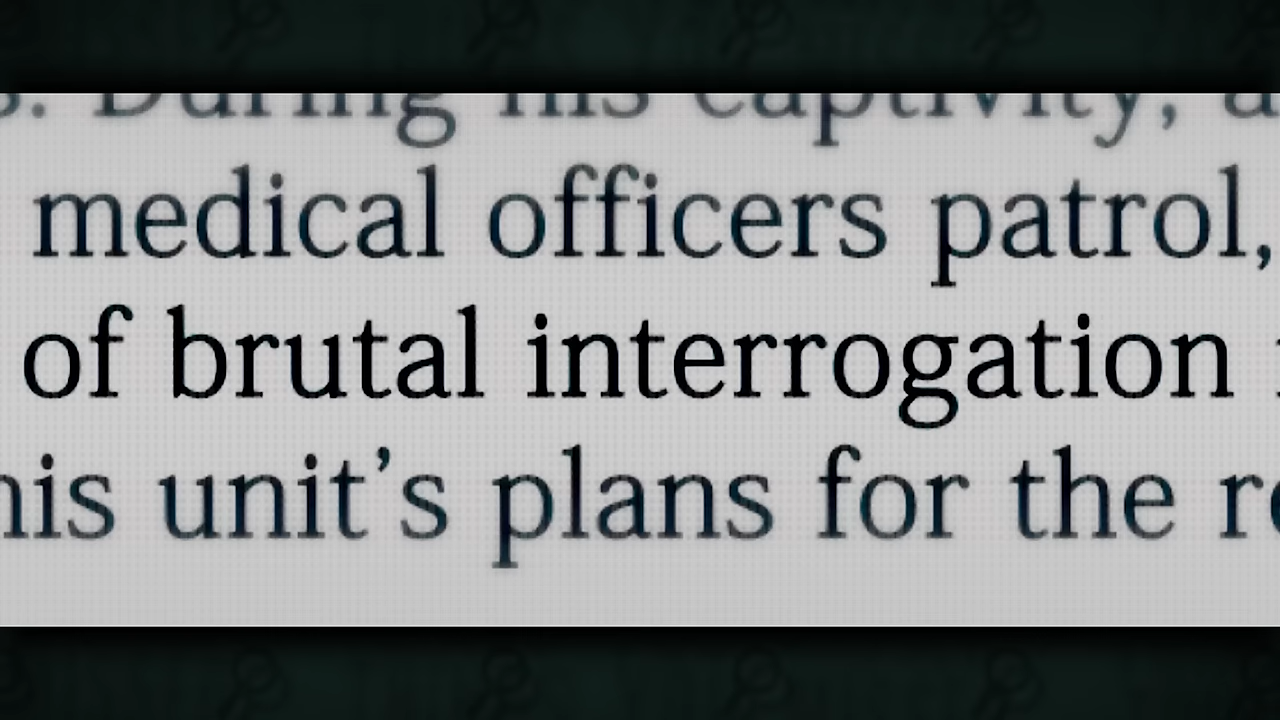 . During his captivity,
medical officers patrol,
of brutal interrogation
unit’s plans for the